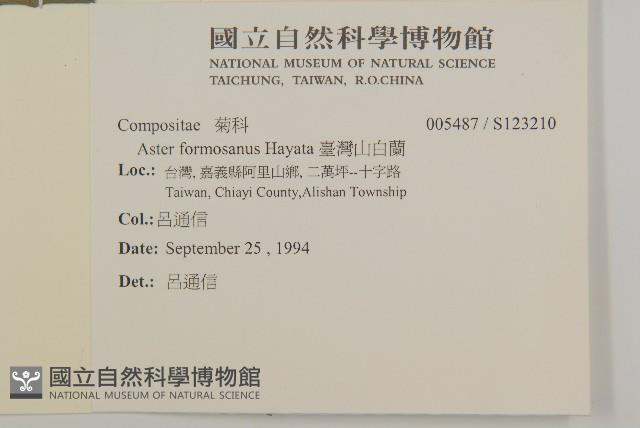 國立自然科學博物館
NATIONAL MUSEUM OF NATURAL SCIENCE
TAICHUNG, TAIWAN, R.O.CHINA
Compositae 菊科 005487 / S123210
Aster formosanus Hayata 臺灣山白蘭
Loc.: 台灣, 嘉義縣阿里山鄉, 二萬坪--十字路
Taiwan, Chiayi County,Alishan Township
Col.: 呂通信
Date: September 25 , 1994
Det.: 呂通信
國立自然科學博物館
NATIONAL MUSEUM OF NATURAL SCIENCE